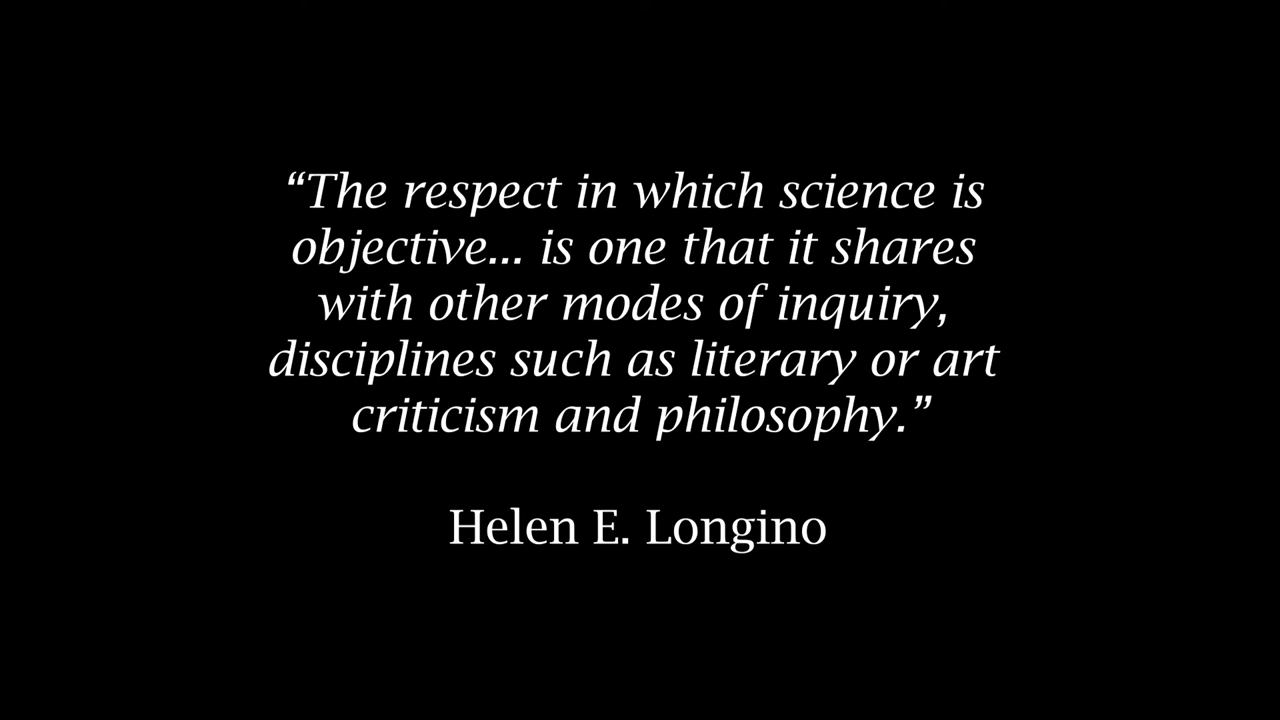 “The respect in which science is
objective... is one that it shares
with other modes of inquiry,
disciplines such as literary or art
criticism and philosophy.”
Helen E. Longino